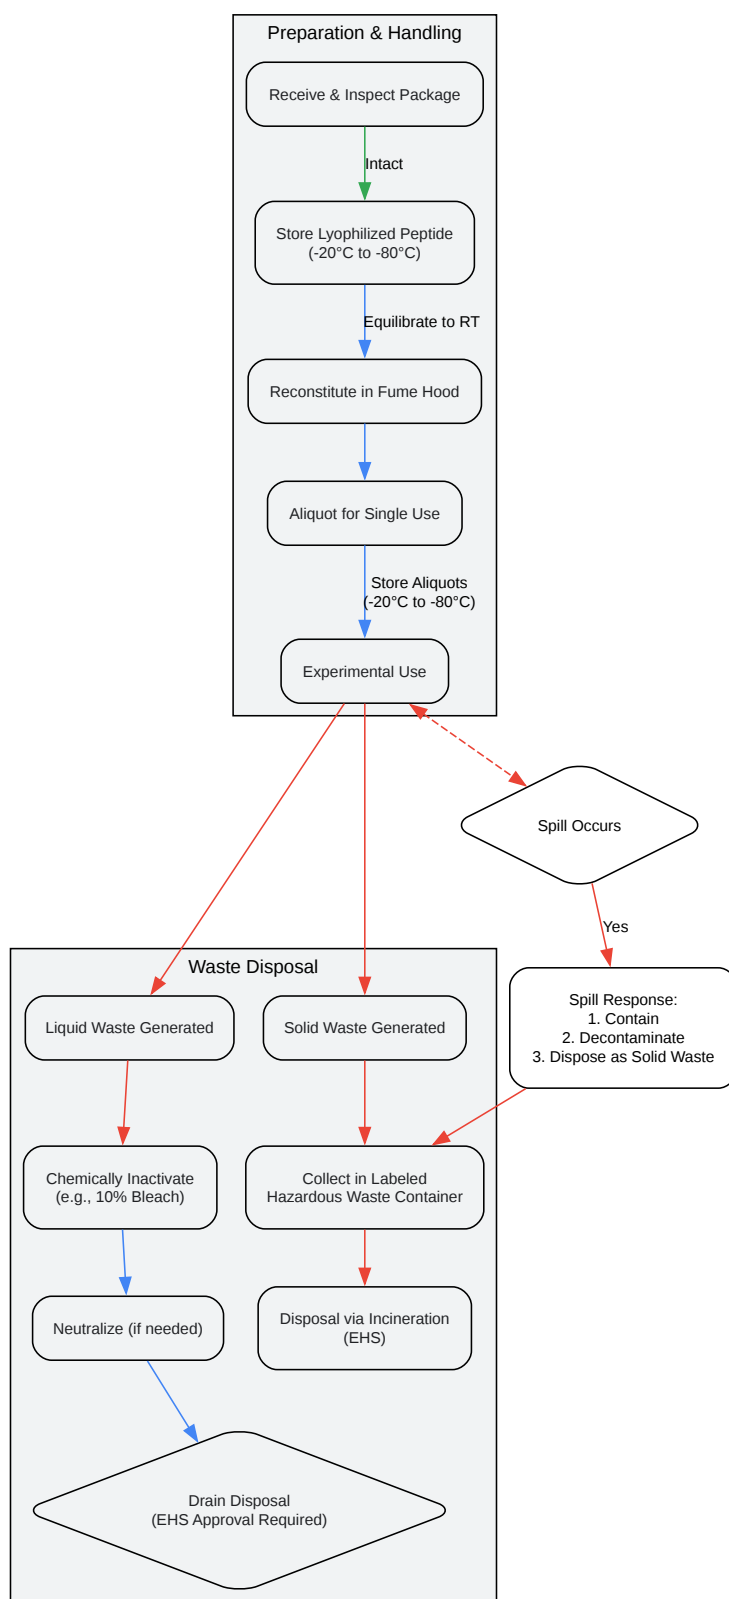 Preparation & Handling
Receive & Inspect Package
Intact
Store Lyophilized Peptide
(-20°C to -80°C)
Equilibrate to RT
Reconstitute in Fume Hood
Aliquot for Single Use
Store Aliquots
(-20°C to -80°C)
Experimental Use
Spill Occurs
Yes
Spill Response:
1. Contain
2. Decontaminate
3. Dispose as Solid Waste
Waste Disposal
Liquid Waste Generated
Solid Waste Generated
Chemically Inactivate
(e.g., 10% Bleach)
Collect in Labeled
Hazardous Waste Container
Neutralize (if needed)
Disposal via Incineration
(EHS)
Drain Disposal
(EHS Approval Required)